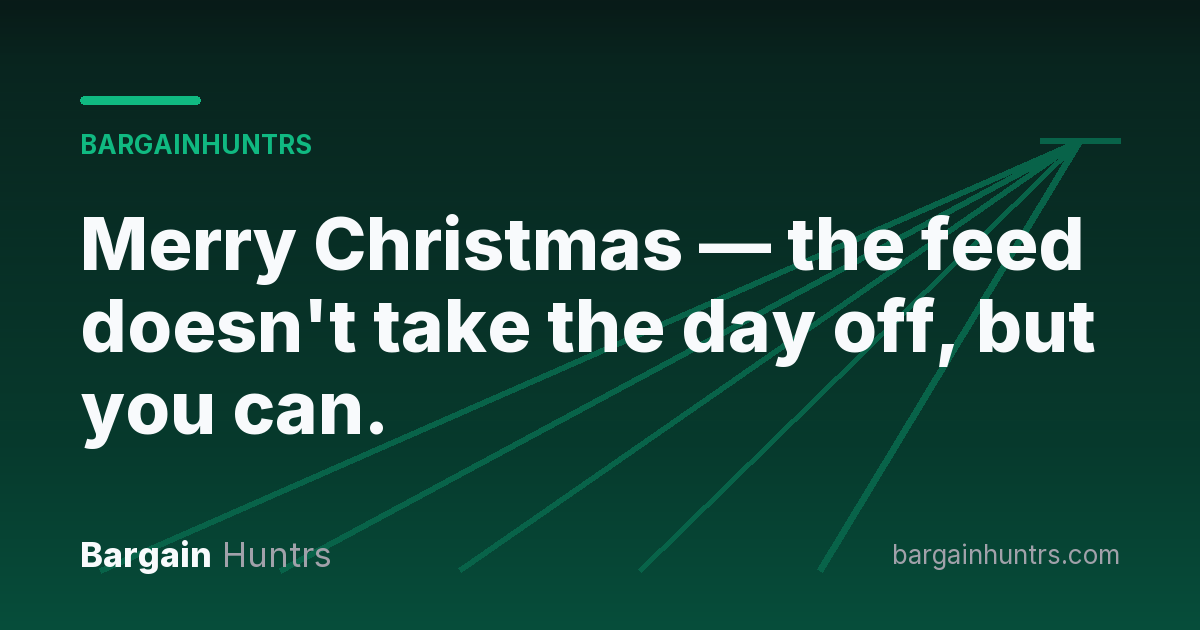 BARGAINHUNTRS
Merry Christmas — the feed
doesn't take the day off, but
you can.
Bargain Huntrs
bargainhuntrs.com